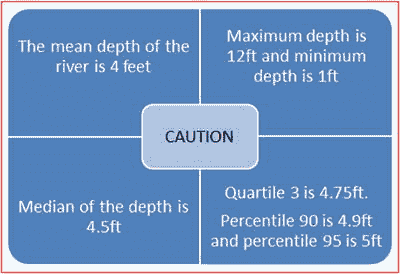 The mean depth of the
river is 4 feet
Maximum depth is
12ft and minimum
depth is 1ft
CAUTION
Median of the depth is
4.5ft
Quartile 3 is 4.75ft.
Percentile 90 is 4.9ft
and percentile 95 is 5ft